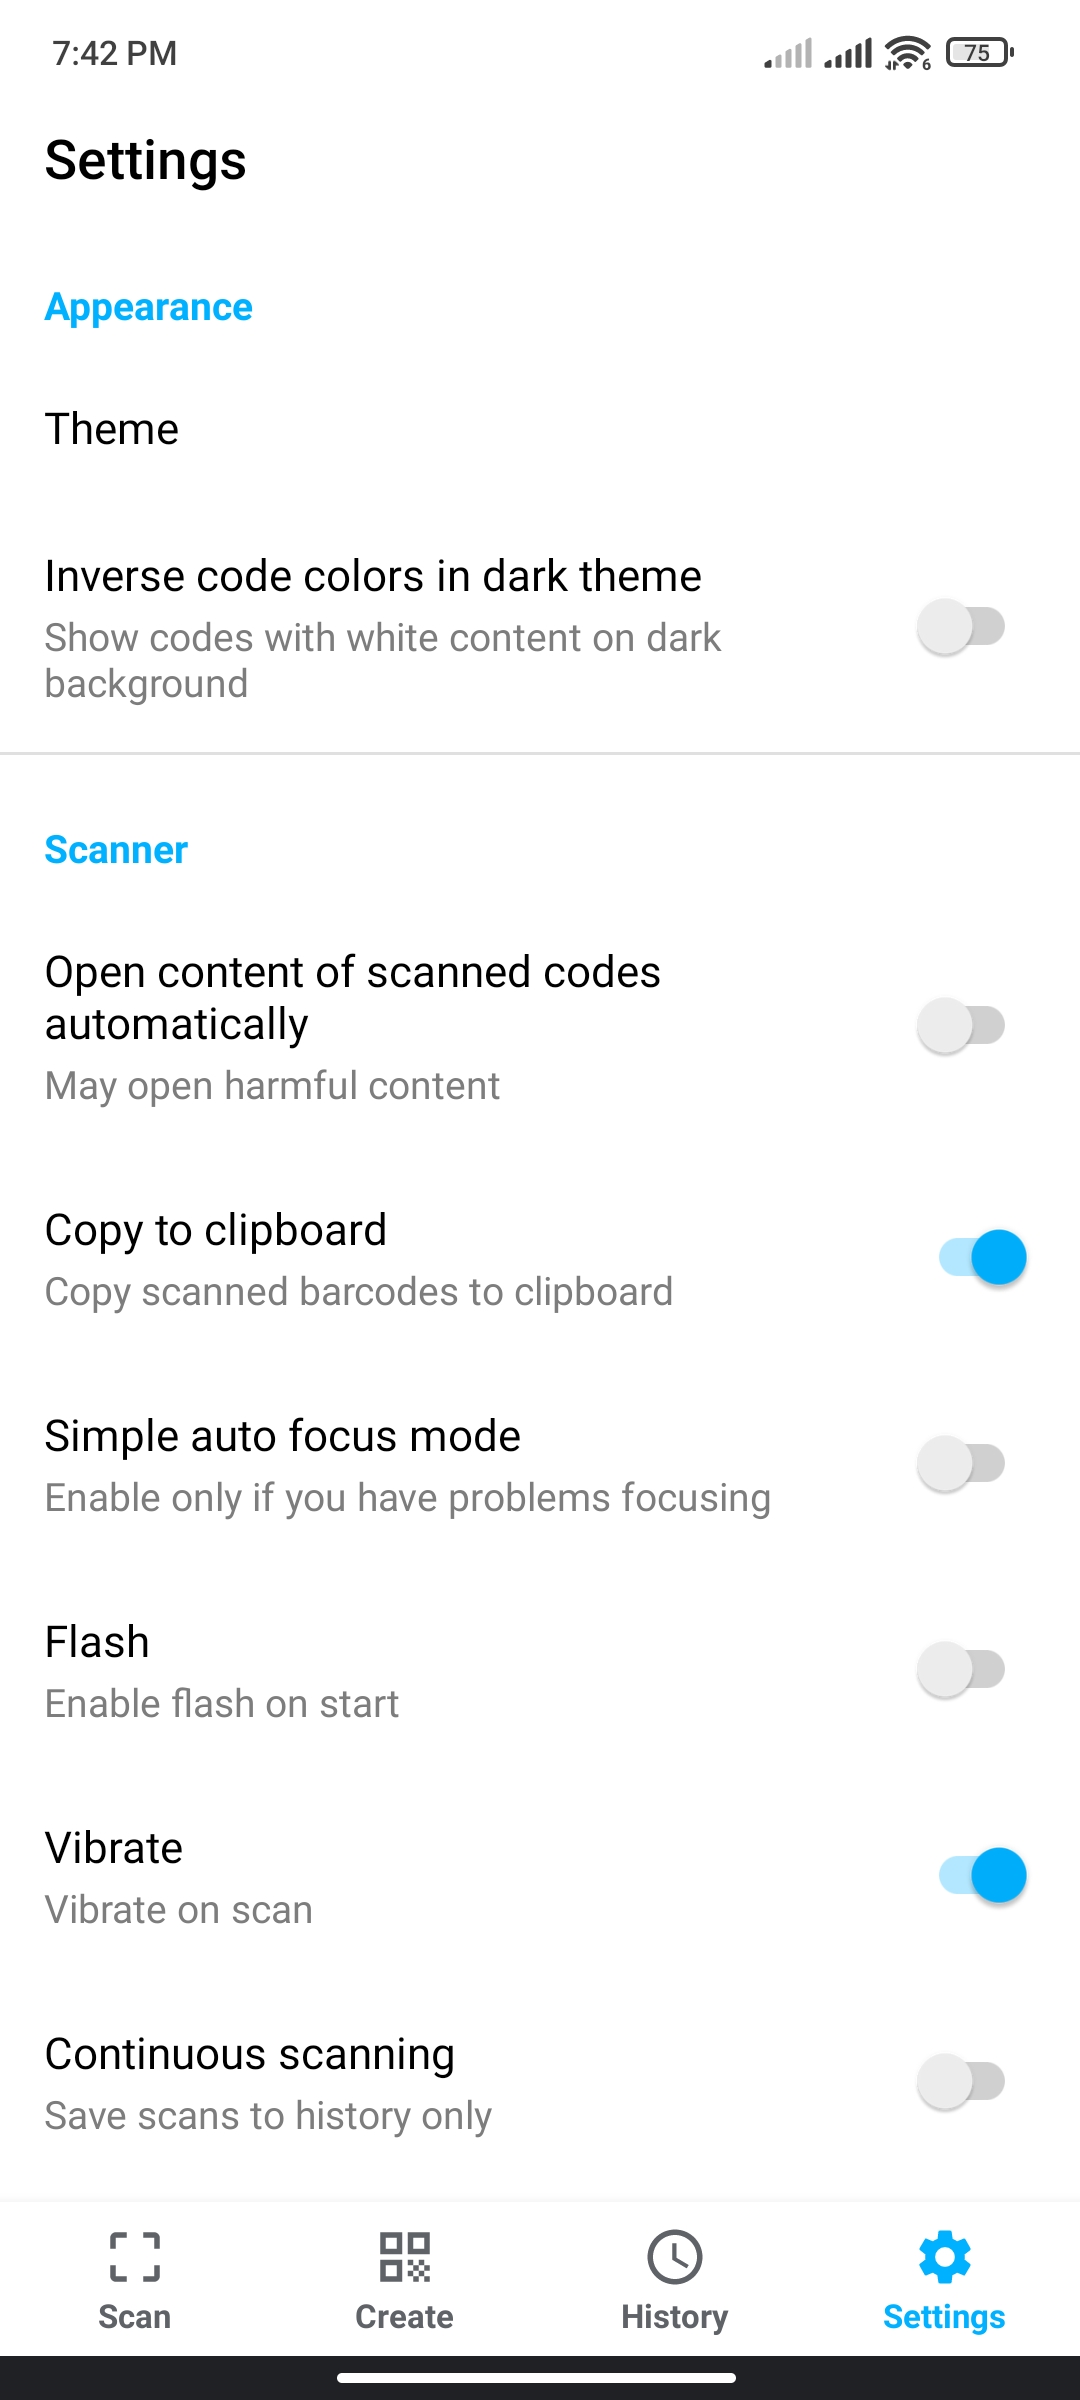 7:42 PM
6
75
Settings
Appearance
Theme
Inverse code colors in dark theme
Show codes with white content on dark
background
Scanner
Open content of scanned codes
automatically
May open harmful content
Copy to clipboard
Copy scanned barcodes to clipboard
Simple auto focus mode
Enable only if you have problems focusing
Flash
Enable flash on start
Vibrate
Vibrate on scan
Continuous scanning
Save scans to history only
Scan
Create
History
Settings